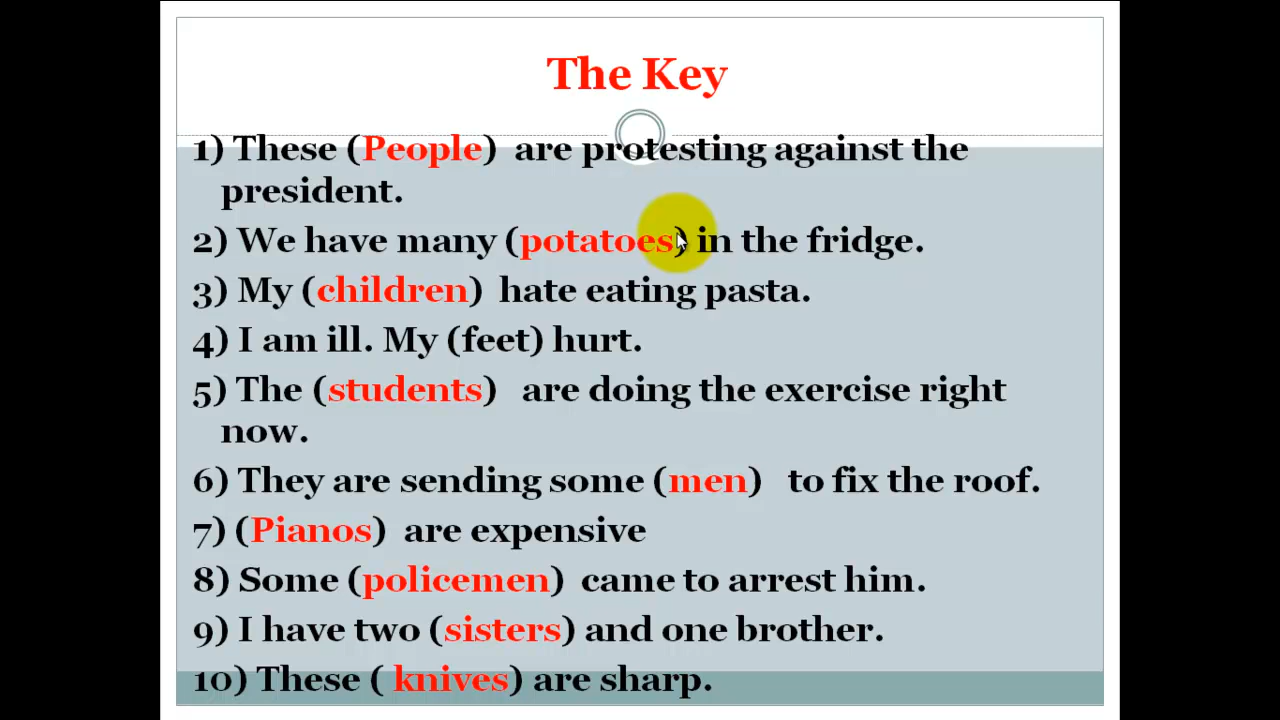 The Key
1) These (People) are protesting against the
president.
2) We have many (potatoes) in the fridge.
3) My (children) hate eating pasta.
4) I am ill. My (feet) hurt.
5) The (students) are doing the exercise right
now.
6) They are sending some (men) to fix the roof.
7) (Pianos) are expensive
8) Some (policemen) came to arrest him.
9) I have two (sisters) and one brother.
10) These ( knives) are sharp.